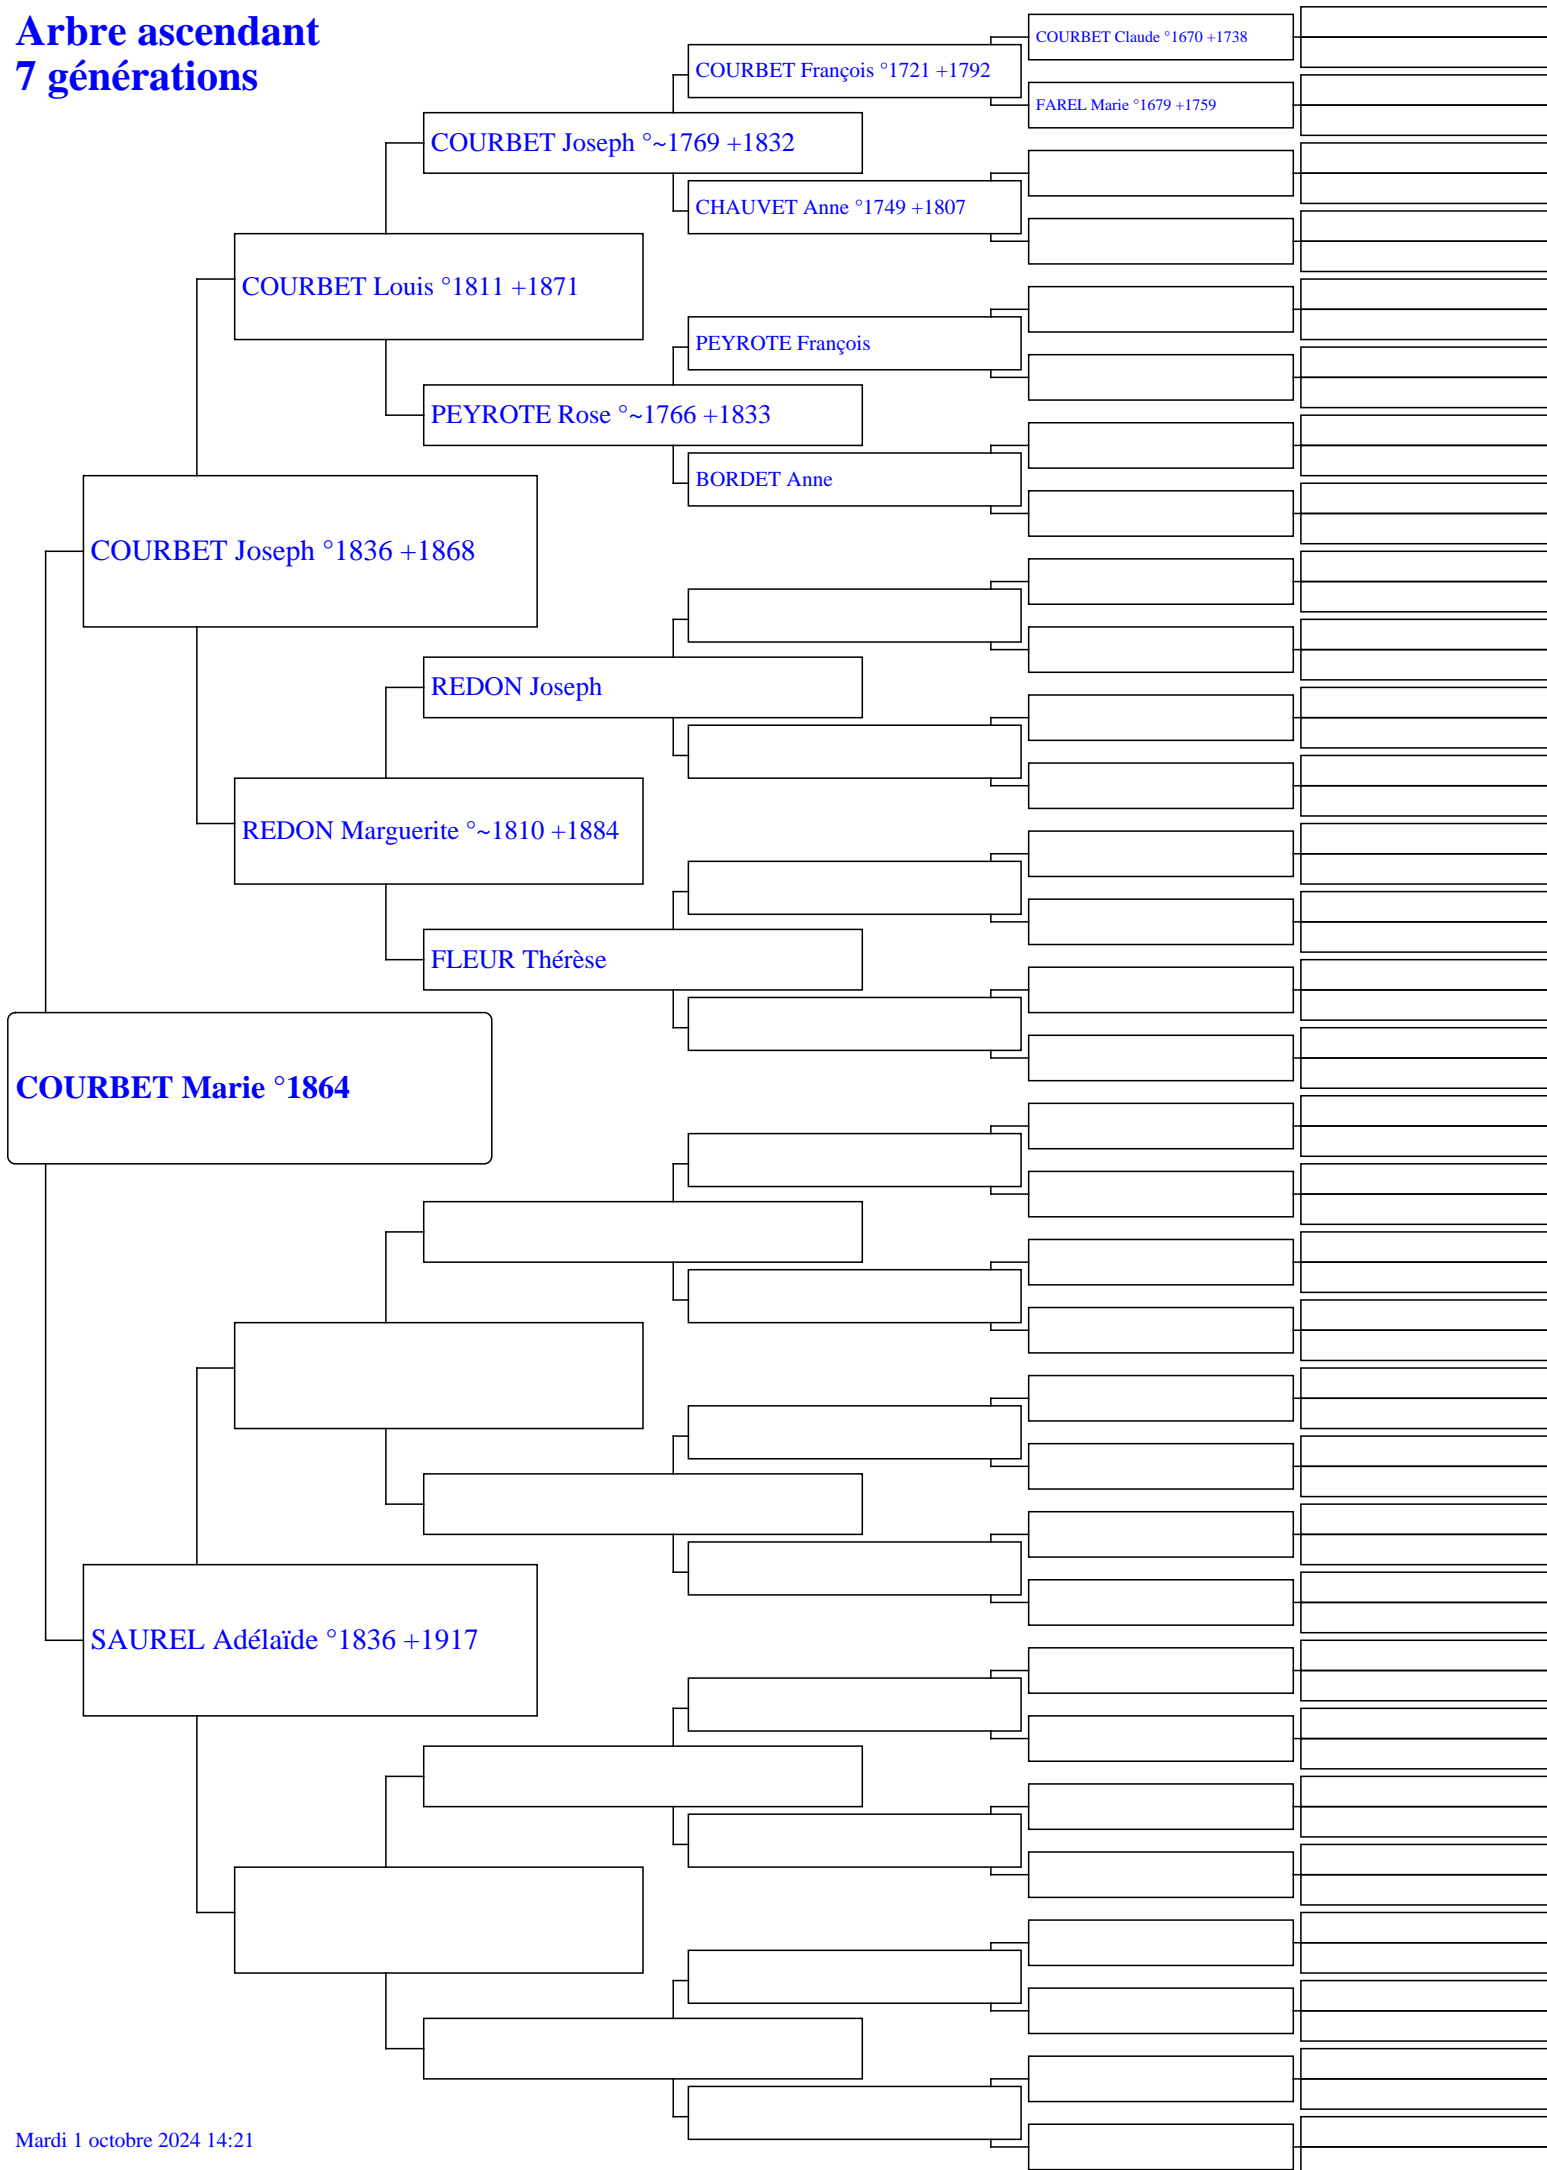 Arbre ascendant
7 générations
COURBET Claude °1670 +1738
COURBET François °1721 +1792
FAREL Marie °1679 +1759
COURBET Joseph °~1769 +1832
CHAUVET Anne °1749 +1807
COURBET Louis °1811 +1871
PEYROTE François
PEYROTE Rose °~1766 +1833
BORDET Anne
COURBET Joseph °1836 +1868
REDON Joseph
REDON Marguerite °~1810 +1884
FLEUR Thérèse
COURBET Marie °1864
SAUREL Adélaïde °1836 +1917
Mardi 1 octobre 2024 14:21